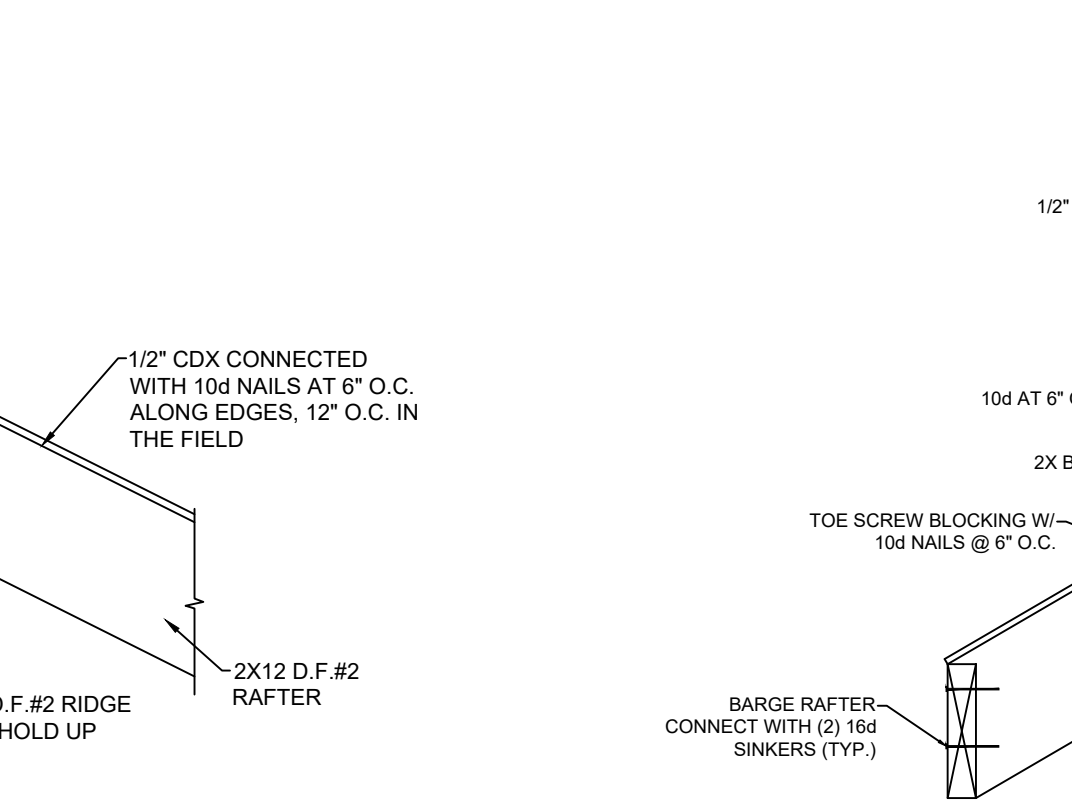 1/2" CDX CONNECTED
WITH 10d NAILS AT 6" O.C.
ALONG EDGES, 12" O.C. IN
THE FIELD
2X12 D.F.#2
RAFTER
D.F.#2 RIDGE
HOLD UP
1/2"
10d AT 6"
2X
TOE SCREW BLOCKING W/
10d NAILS @ 6" O.C.
BARGE RAFTER
CONNECT WITH (2) 16d
SINKERS (TYP.)